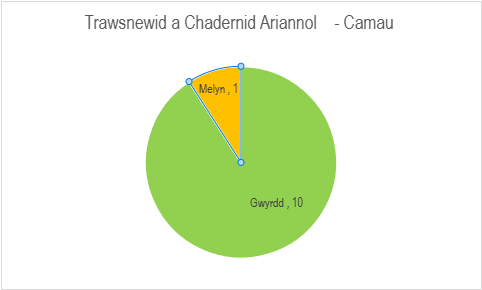 Trawsnewid a Chadernid Ariannol - Camau
Melyn , 1
Gwyrdd , 10